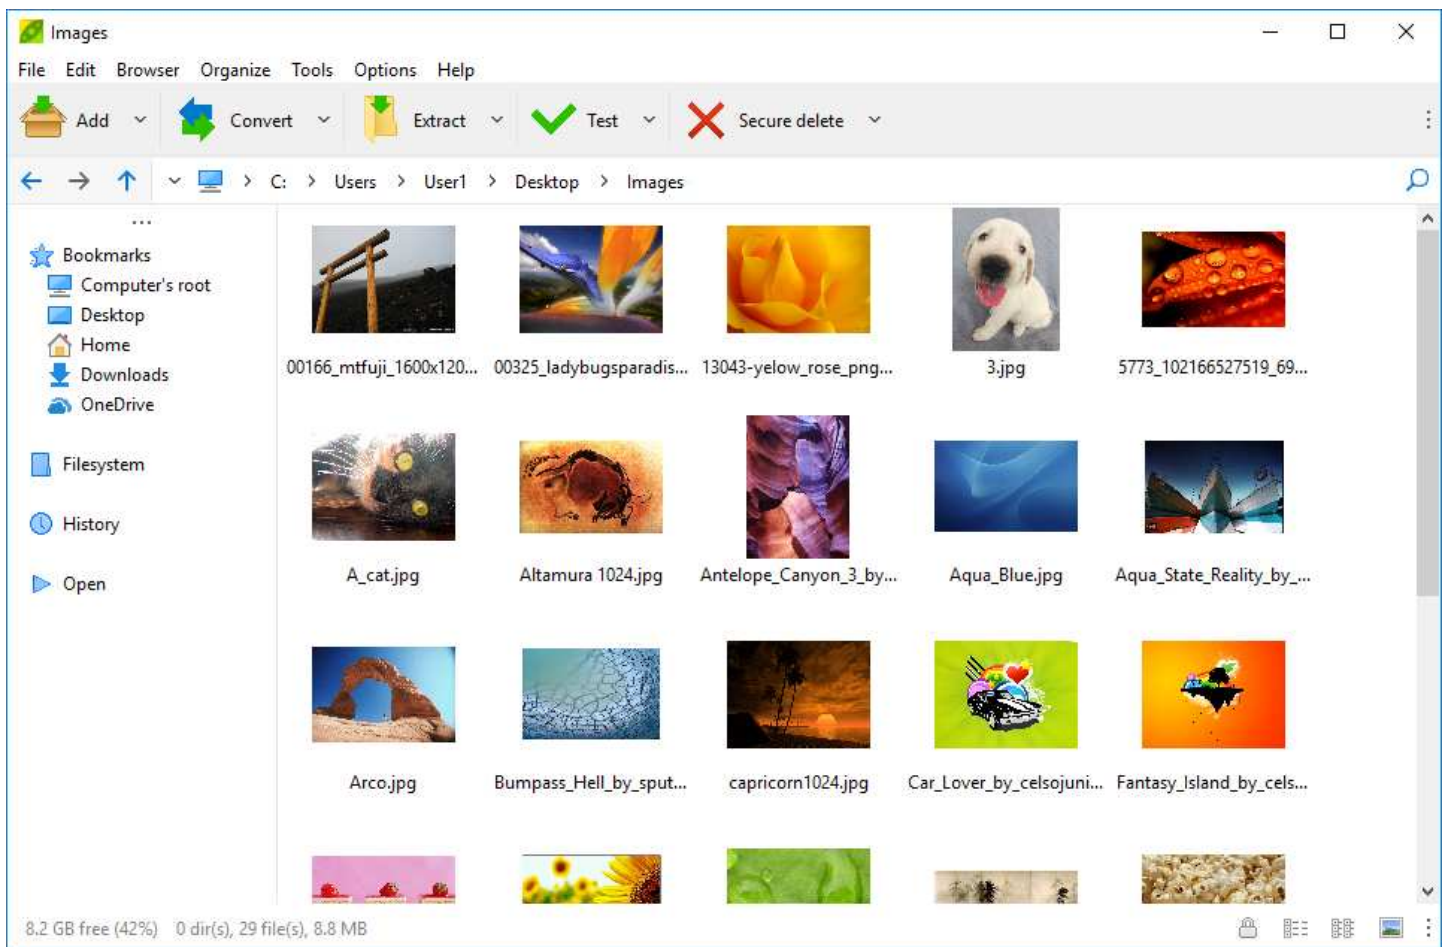 Images
File Edit Browser Organize Tools Options Help
Add Convert Extract Test Secure delete
C: > Users > User1 > Desktop > Images
...
Bookmarks
Computer's root
Desktop
Home
Downloads
OneDrive
Filesystem
History
Open
00166_mtfuji_1600x120... 00325_ladybugsparadis... 13043-yelow_rose_png... 3.jpg 5773_102166527519_69...
A_cat.jpg Altamura 1024.jpg Antelope_Canyon_3_by... Aqua_Blue.jpg Aqua_State_Reality_by_...
Arco.jpg Bumpass_Hell_by_sput... capricorn1024.jpg Car_Lover_by_celsojuni... Fantasy_Island_by_cels...
8.2 GB free (42%) 0 dir(s), 29 file(s), 8.8 MB